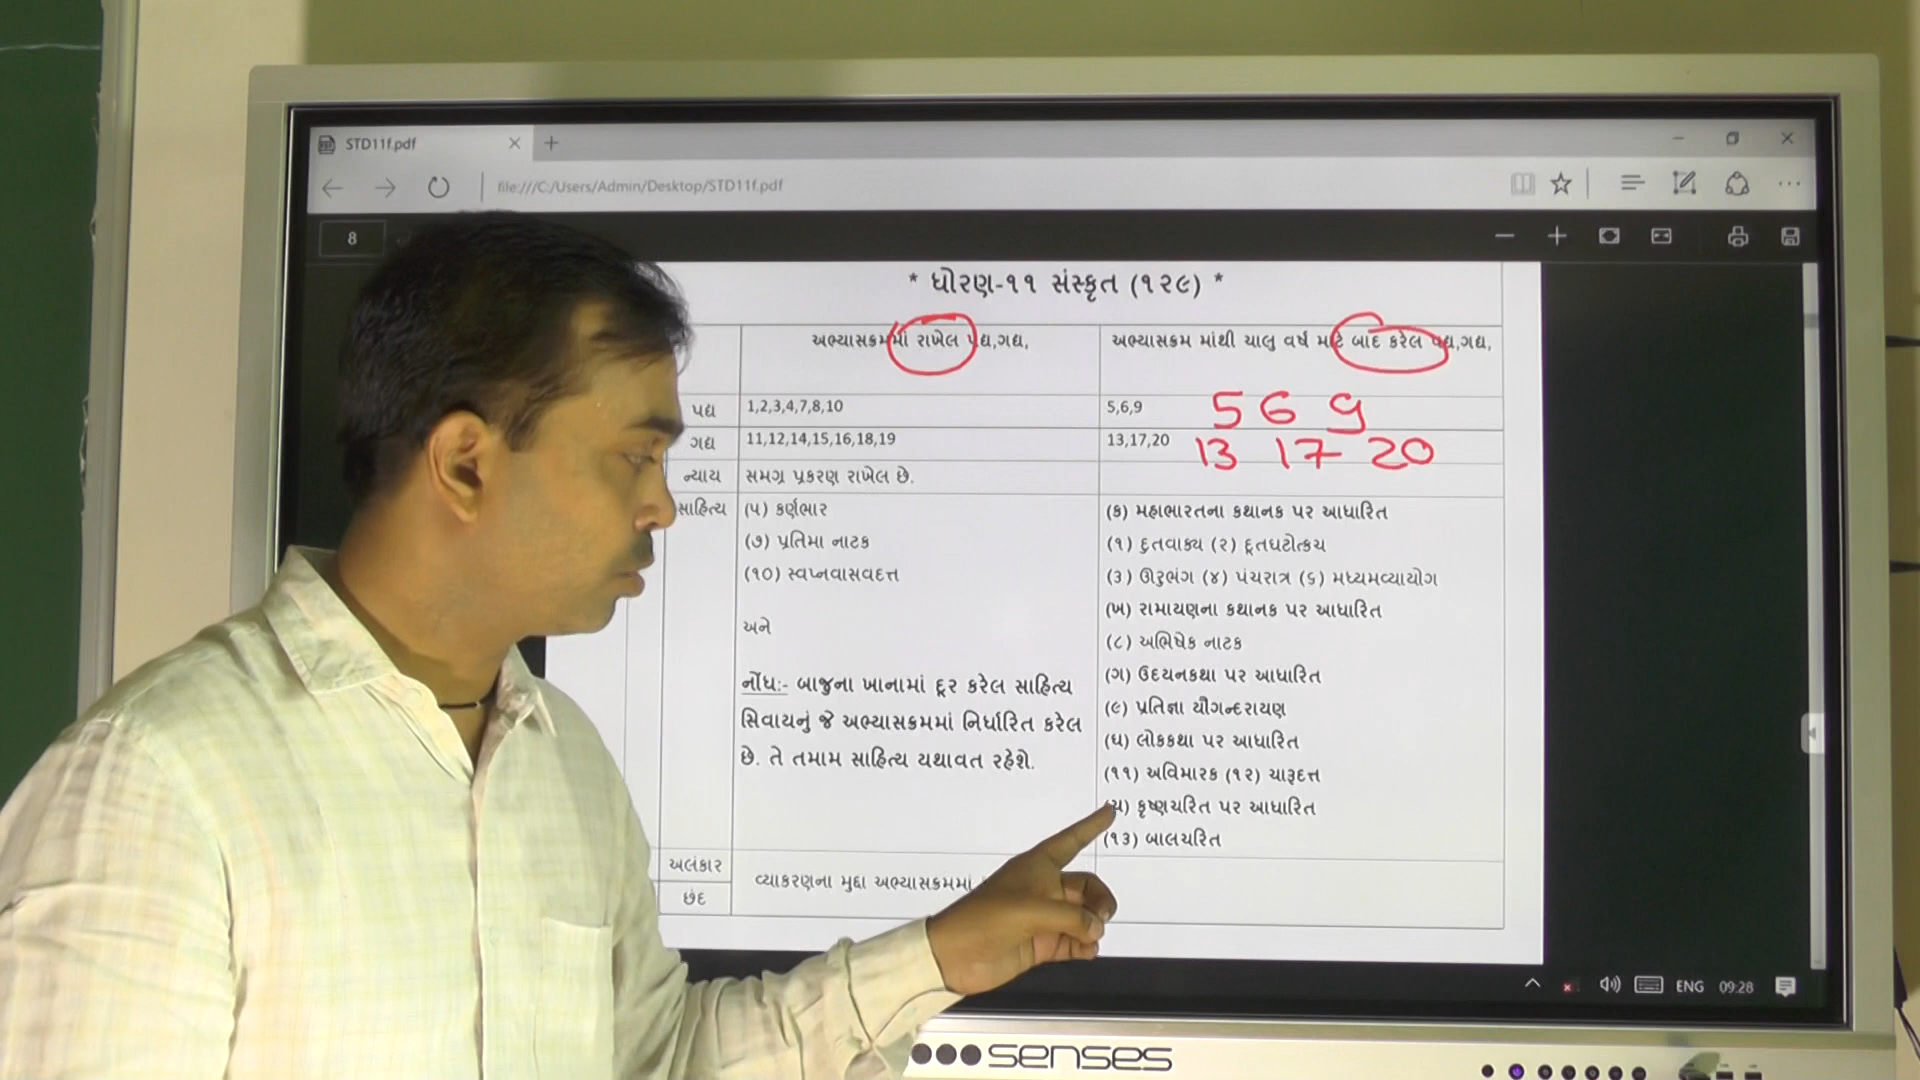 STD11f.pdf
file:///C:/Users/Admin/Desktop/STD11f.pdf
8
* ધોરણ-૧૧ સંસ્કૃત (૧૨૯) *
અભ્યાસક્રમમાં રાખેલ પદ્ય,ગદ્ય,
અભ્યાસક્રમ માંથી ચાલુ વર્ષ માટે બાદ કરેલ પદ્ય,ગદ્ય,
પદ્ય 1,2,3,4,7,8,10 5,6,9 5 6 9
ગદ્ય 11,12,14,15,16,18,19 13,17,20 13 17 20
ન્યાય સમગ્ર પ્રકરણ રાખેલ છે.
સાહિત્ય (૫) કર્ણભાર
(૭) પ્રતિમા નાટક
(૧૦) સ્વપ્નવાસવદત્ત
અને
નોંધઃ- બાજુના ખાનામાં દૂર કરેલ સાહિત્ય
સિવાયનું જે અભ્યાસક્રમમાં નિર્ધારિત કરેલ
છે. તે તમામ સાહિત્ય યથાવત રહેશે.
(ક) મહાભારતના કથાનક પર આધારિત
(૧) દુતવાક્ય (૨) દૂતઘટોત્કચ
(૩) ઊરુભંગ (૪) પંચરાત્ર (૬) મધ્યમવ્યાયોગ
(ખ) રામાયણના કથાનક પર આધારિત
(૮) અભિષેક નાટક
(ગ) ઉદયનકથા પર આધારિત
(૯) પ્રતિજ્ઞા યૌગન્દરાયણ
(ઘ) લોકકથા પર આધારિત
(૧૧) અવિમારક (૧૨) ચારૂદત્ત
(ચ) કૃષ્ણચરિત પર આધારિત
(૧૩) બાલચરિત
અલંકાર
વ્યાકરણના મુદ્દા અભ્યાસક્રમમાં
છંદ
ENG 09:28
senses